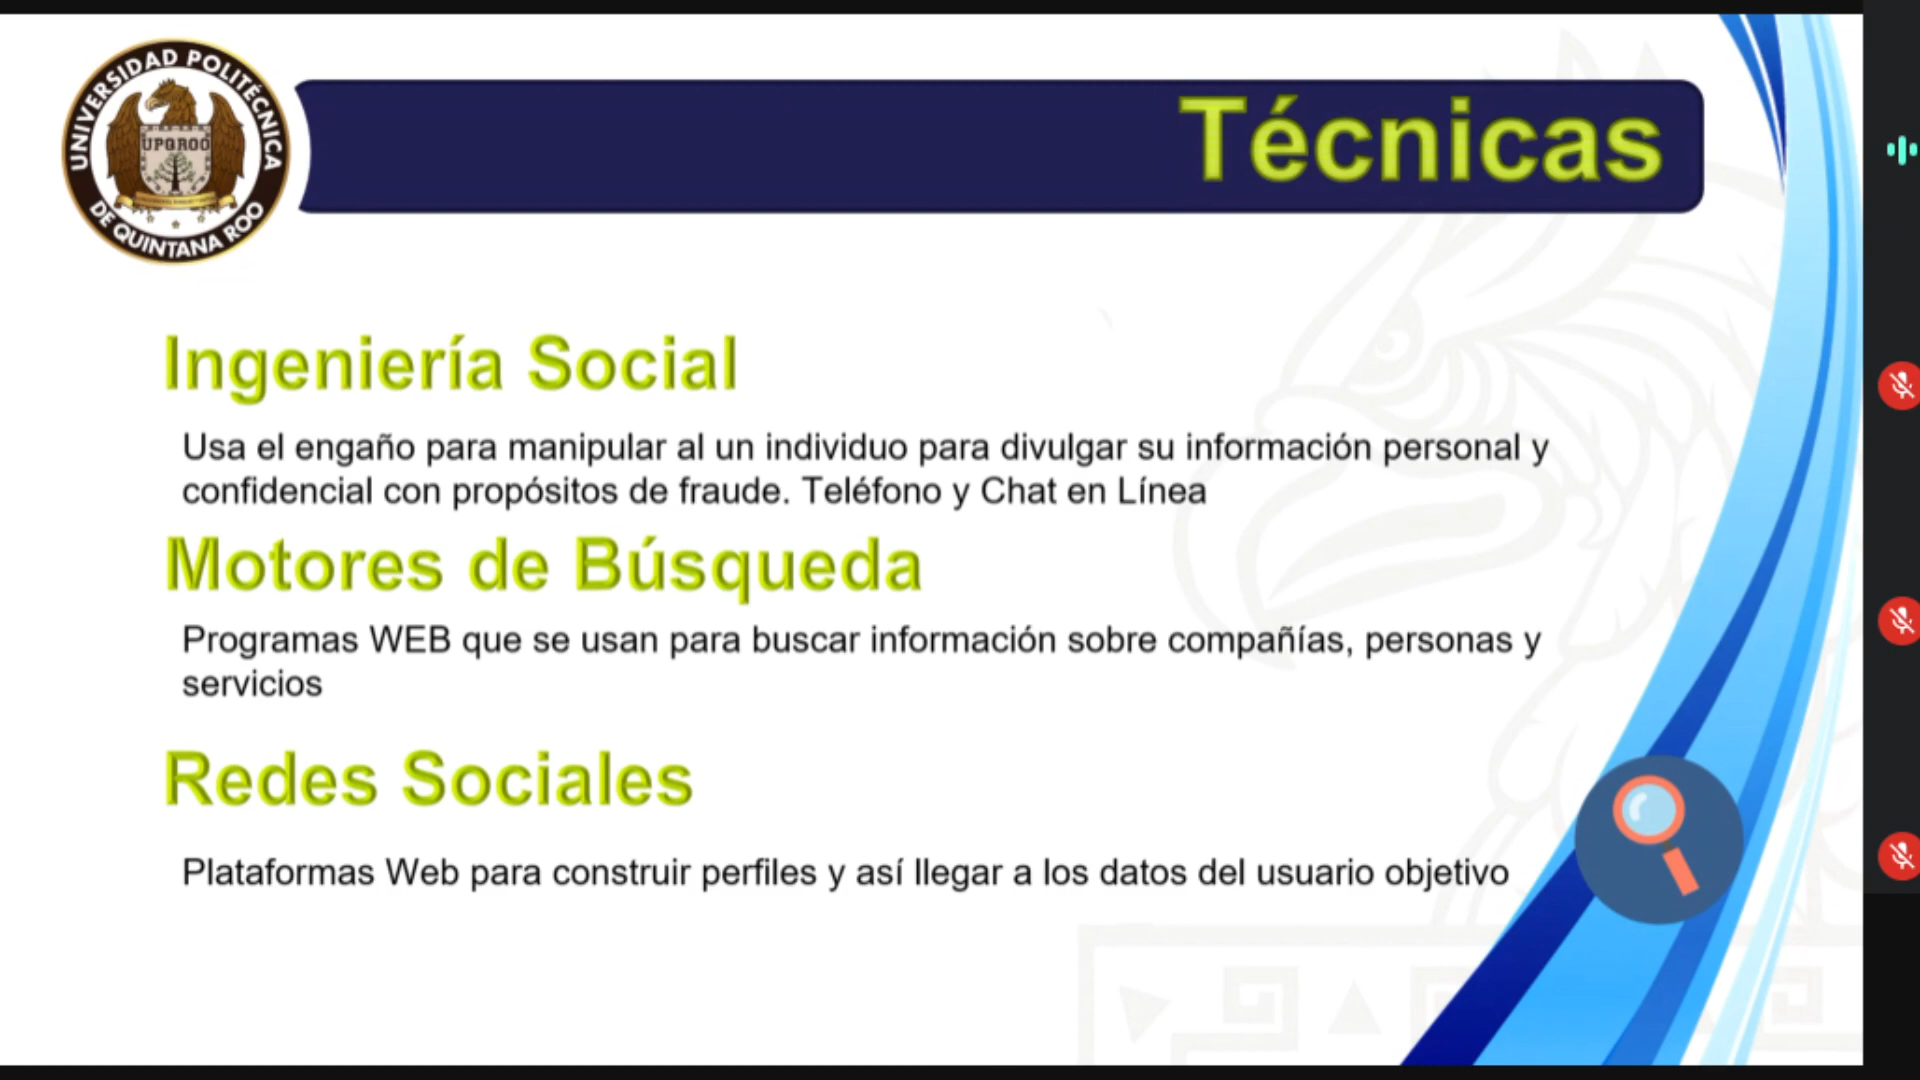 UNIVERSIDAD POLITÉCNICA
DE QUINTANA ROO
UPQROO
Técnicas
Ingeniería Social
Usa el engaño para manipular al un individuo para divulgar su información personal y
confidencial con propósitos de fraude. Teléfono y Chat en Línea
Motores de Búsqueda
Programas WEB que se usan para buscar información sobre compañías, personas y
servicios
Redes Sociales
Plataformas Web para construir perfiles y así llegar a los datos del usuario objetivo